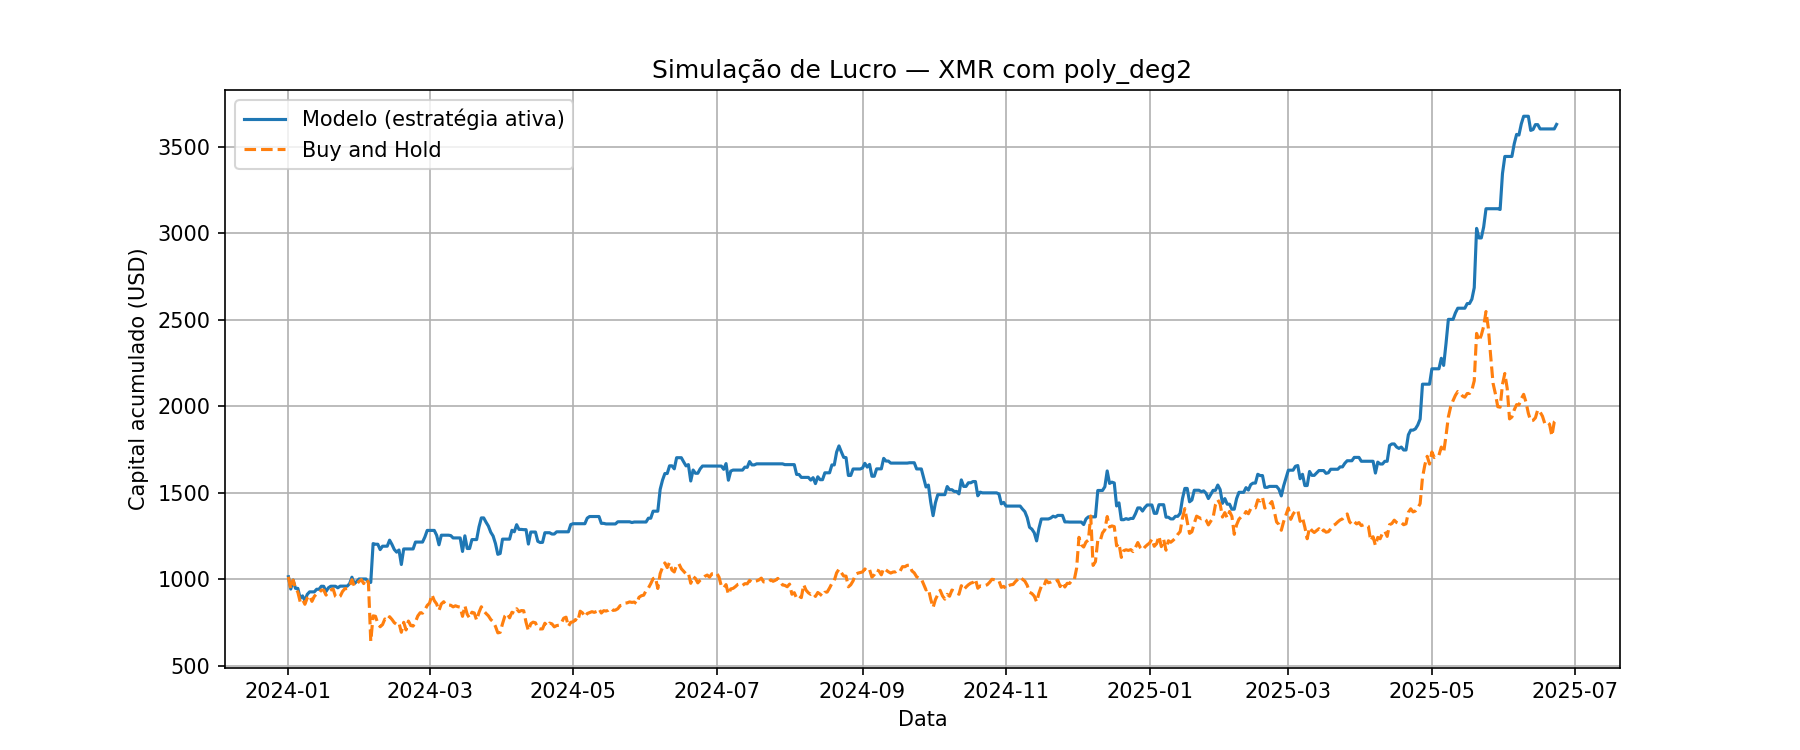 Simulação de Lucro — XMR com poly_deg2
Modelo (estratégia ativa)
Buy and Hold
Capital acumulado (USD)
3500
3000
2500
2000
1500
1000
500
2024-01 2024-03 2024-05 2024-07 2024-09 2024-11 2025-01 2025-03 2025-05 2025-07
Data